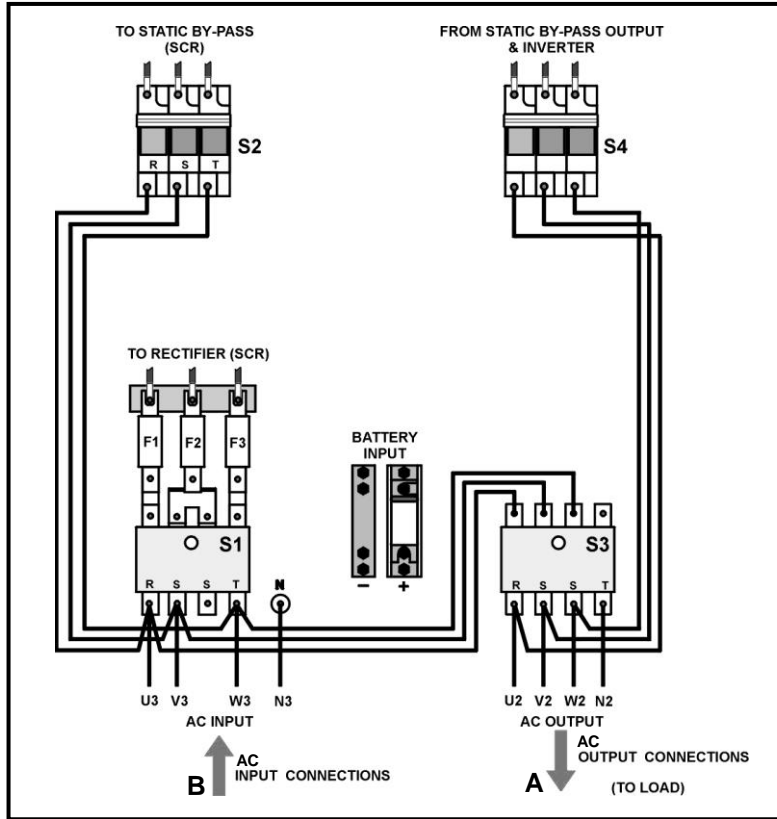 TO STATIC BY-PASS
(SCR)
FROM STATIC BY-PASS OUTPUT
& INVERTER
S2
R S T
S4
TO RECTIFIER (SCR)
F1 F2 F3
BATTERY
INPUT
S1
R S S T
N
- +
S3
R S S T
U3 V3 W3 N3
AC INPUT
U2 V2 W2 N2
AC OUTPUT
B
AC
INPUT CONNECTIONS
A
AC
OUTPUT CONNECTIONS
(TO LOAD)